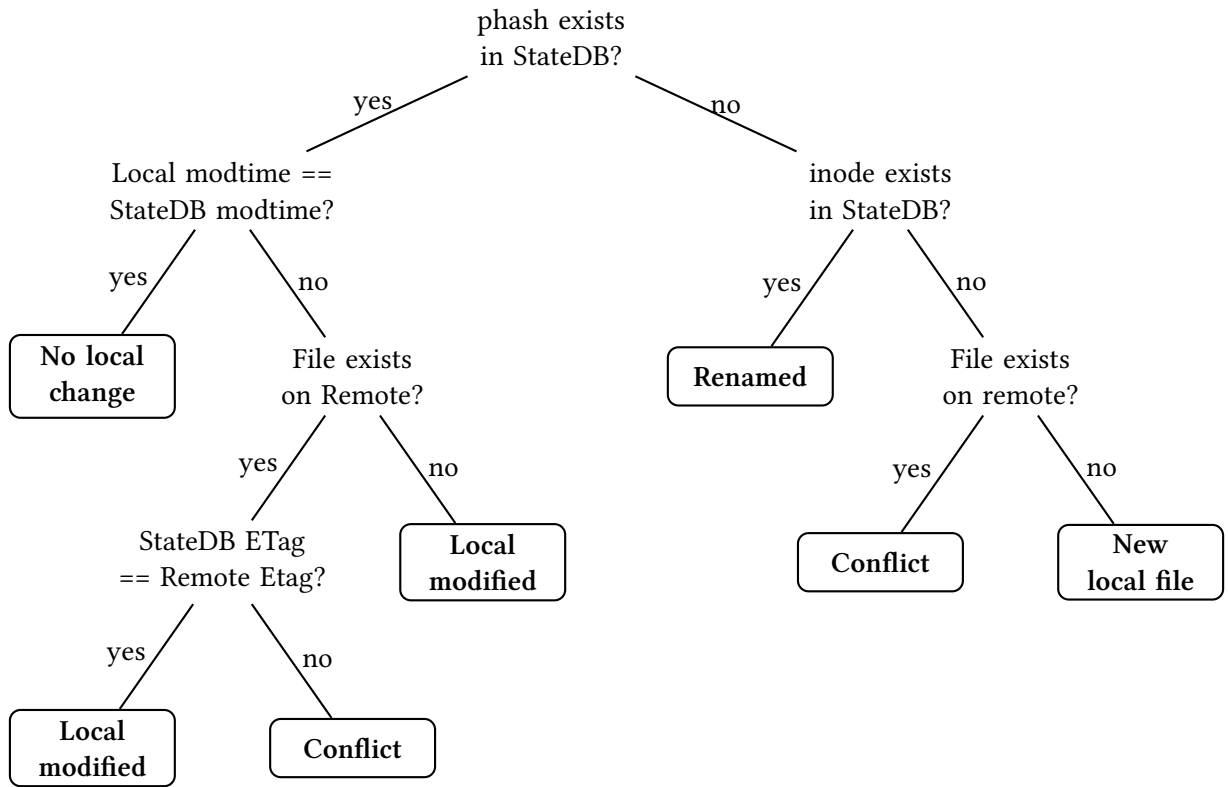 phash exists
in StateDB?
yes
no
Local modtime ==
StateDB modtime?
inode exists
in StateDB?
yes
no
yes
no
No local
change
File exists
on Remote?
Renamed
File exists
on remote?
yes
no
yes
no
StateDB ETag
== Remote Etag?
Local
modified
Conflict
New
local file
yes
no
Local
modified
Conflict